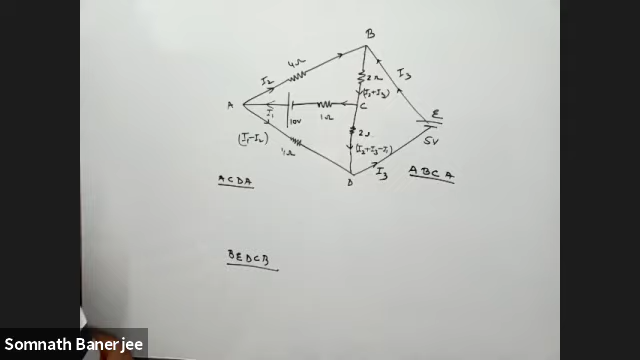 B
4Ω
I2
I3
2Ω
(I2+I3)
A
I1
10V
1Ω
C
E
5V
2Ω
(I1-I2)
1Ω
(I2+I3-I1)
D
I3
ACDA
ABCA
BEDCB
Somnath Banerjee